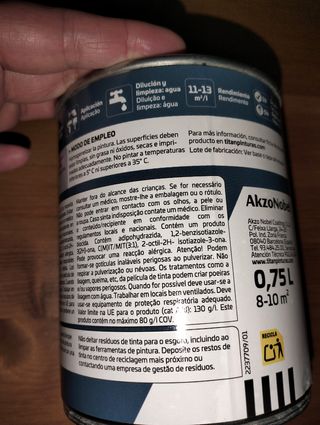 Aplicación
Aplicação
Dilución y
limpieza: agua
Diluição e
limpeza: água
11-13
m²/l
Rendimiento
Rendimento
MODO DE EMPLEO
la pintura. Las superficies deben
limpias, sin grasa ni óxidos, secas e impri-
adecuadamente. No pintar a temperaturas
a 5° C ni superiores a 35° C.
Para más información, consultar ficha
producto en titanpinturas.com
Lote de fabricación: Ver base o tapa
Manter fora do alcance das crianças. Se for necessário
consultar um médico, mostre-lhe a embalagem ou o rótulo.
Não pode entrar em contacto com os olhos, a pele ou
a roupa. Caso sinta indisposição contate um médico. Eliminar
o conteúdo/recipiente em conformidade com os
regulamentos locais e nacionais. Contém um produto
biocida. Contém adipohydrazida, 1,2-benzisotiazole-
3(2H)-ona, C(M)IT/MIT(3:1), 2-octil-2H- isotiazole-3-ona.
Pode provocar uma reacção alérgica. Atenção! Podem
formar-se gotículas inaláveis perigosas ao pulverizar. Não
respirar a pulverização ou névoas. Os tratamentos como a
lixagem, queima, etc., da película de tinta podem criar poeiras
e/ou vapores perigosos. Quando for possível deve usar-se a
lixagem com água. Trabalhar em locais bem ventilados. Deve
usar-se equipamento de proteção respiratória adequado.
Valor limite na UE para o produto (cat A/d): 130 g/l. Este
produto contém no máximo 80 g/l COV.
Não deitar resíduos de tinta para o esgoto, incluindo ao
limpar as ferramentas de pintura. Deposite os restos de
tinta no centro de reciclagem mais próximo ou
contactando uma empresa de gestão de resíduos.
AkzoNobel
Akzo Nobel Coatings
C/Feixa Llarga, 14-20
Pol. Ind. Zona Franca
08040 Barcelona
Tel. 93
Atención Técnica
www.titanpinturas
0,75 L
8-10 m²
RECICLA
2237709/01